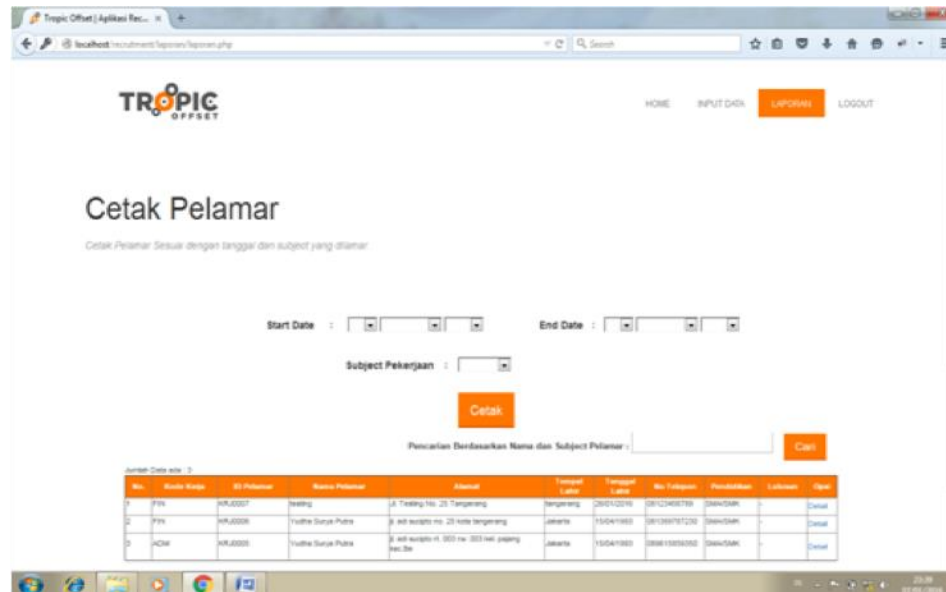 Tropic Offset | Aplikasi Rec...
localhost/recrutment/laporan/laporan.php
Search
TROPIC
OFFSET
HOME INPUT DATA LAPORAN LOGOUT
Cetak Pelamar
Cetak Pelamar Sesuai dengan tanggal dan subject yang dilamar
Start Date : End Date :
Subject Pekerjaan :
Cetak
Pencarian Berdasarkan Nama dan Subject Pelamar :
Cari
Jumlah Data ada : 3
No. Kode Kerja ID Pelamar Nama Pelamar Alamat Tempat Lahir Tanggal Lahir No Telepon Pendidikan Lulusan Opsi
1 FIN KRJ0007 testing Jl. Testing No. 25 Tangerang tangerang SMA/SMK - Detail
2 FIN KRJ0006 Yudha Surya Putra jl. adi sucipto no. 25 kota tangerang Jakarta 15/04/1993 SMA/SMK - Detail
3 ADM KRJ0005 Yudha Surya Putra Jakarta 15/04/1993 SMA/SMK - Detail
23:39